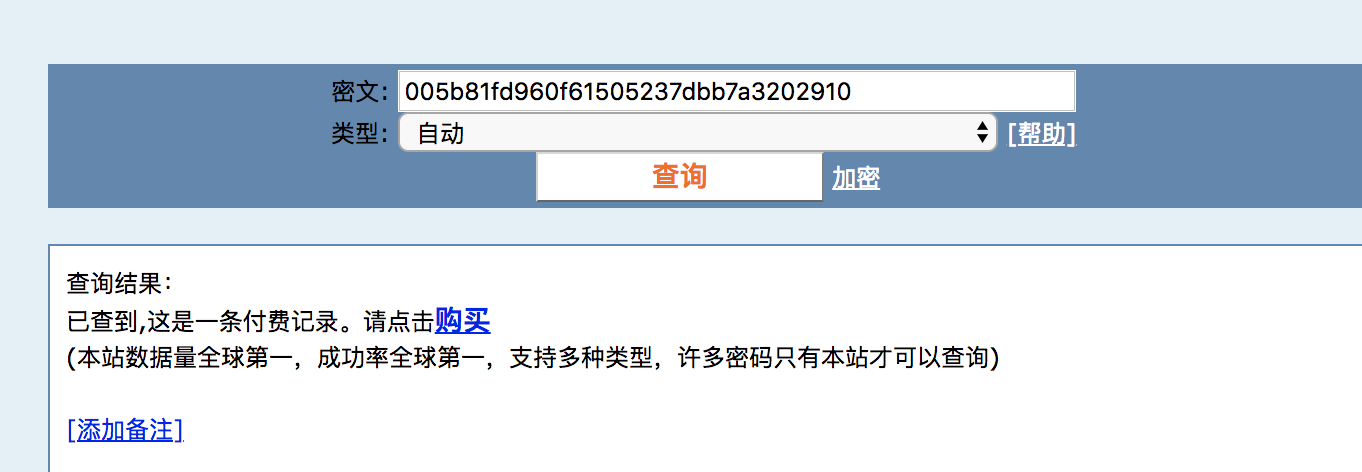 密文: 005b81fd960f61505237dbb7a3202910
类型: 自动 [帮助]
查询 加密
查询结果:
已查到,这是一条付费记录。请点击购买
(本站数据量全球第一，成功率全球第一，支持多种类型，许多密码只有本站才可以查询)
[添加备注]